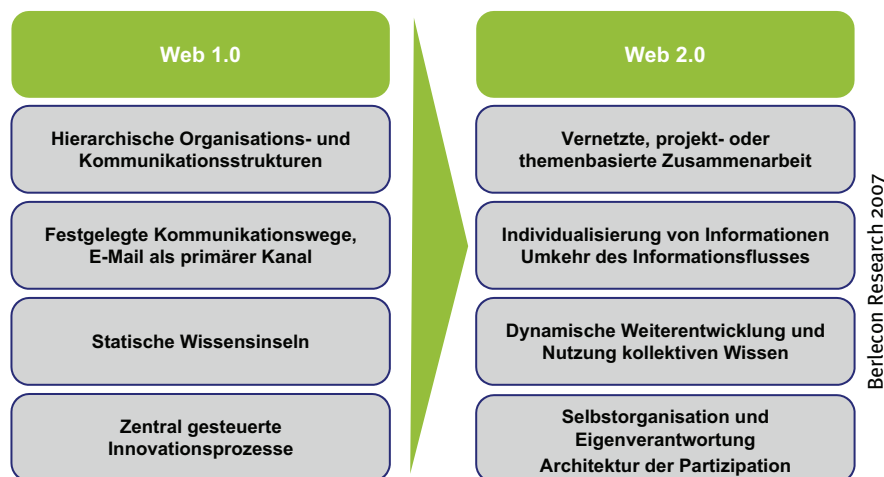 Web 1.0
Hierarchische Organisations- und
Kommunikationsstrukturen
Festgelegte Kommunikationswege,
E-Mail als primärer Kanal
Statische Wissensinseln
Zentral gesteuerte
Innovationsprozesse
Web 2.0
Vernetzte, projekt- oder
themenbasierte Zusammenarbeit
Individualisierung von Informationen
Umkehr des Informationsflusses
Dynamische Weiterentwicklung und
Nutzung kollektiven Wissen
Selbstorganisation und
Eigenverantwortung
Architektur der Partizipation
Berlecon Research 2007